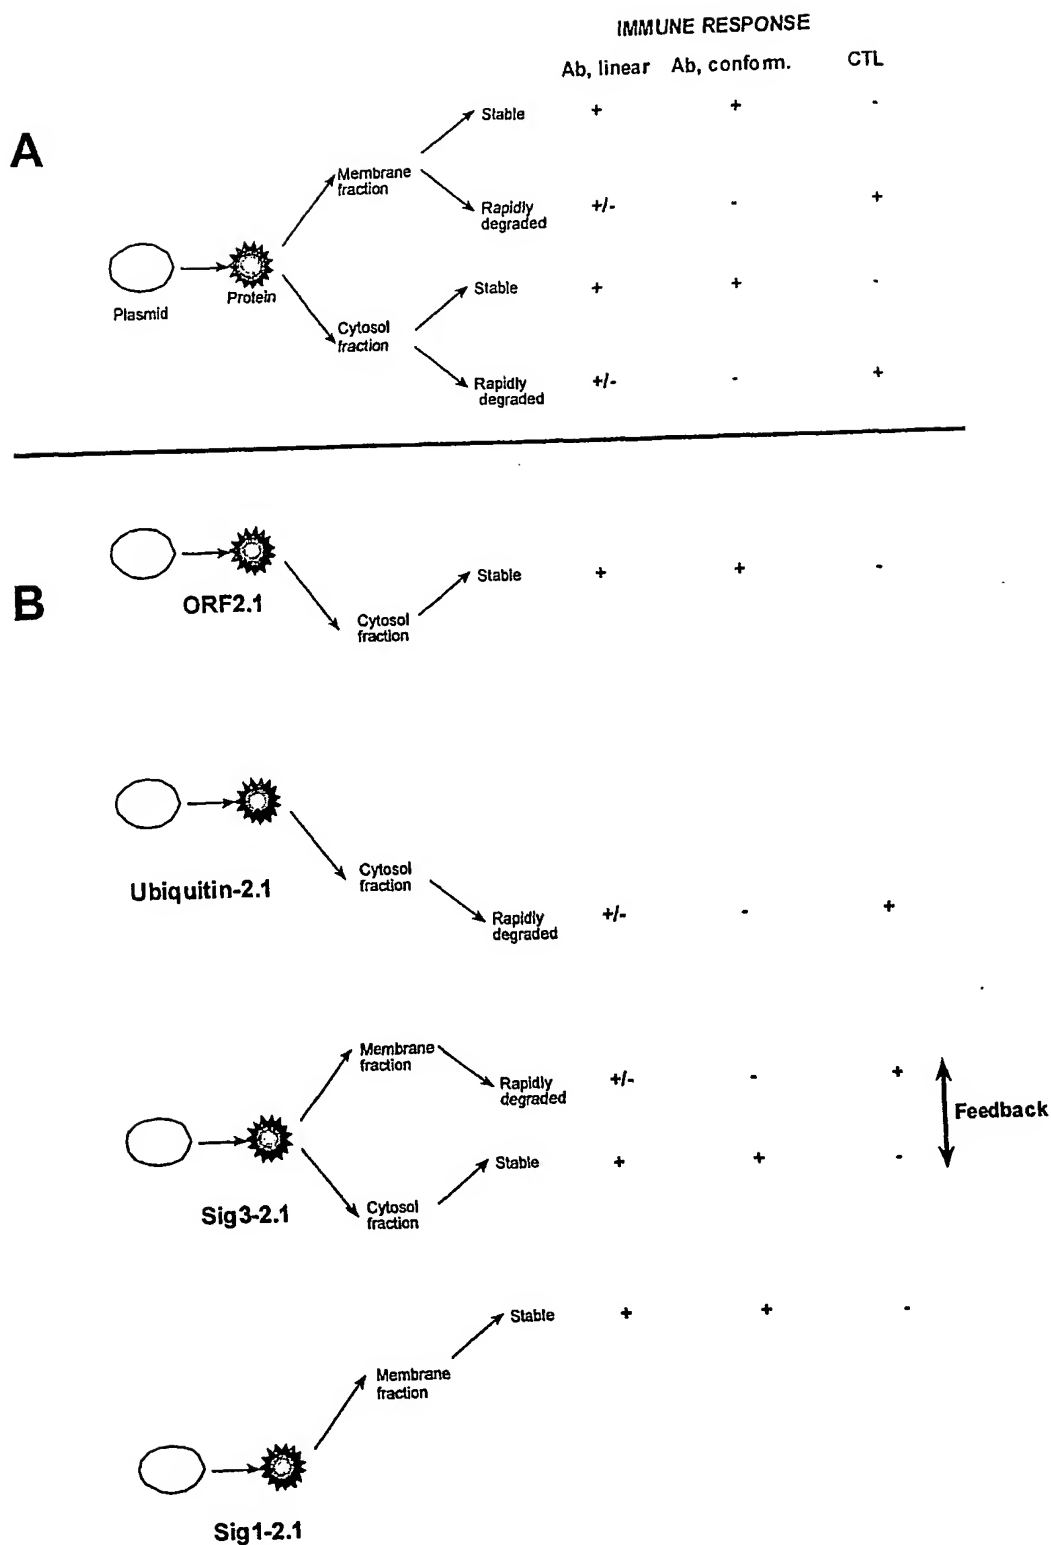 IMMUNE RESPONSE
Ab, linear Ab, conform. CTL
A
Stable + + -
Membrane
fraction
Rapidly
degraded +/- - +
Plasmid
Protein
Stable + + -
Cytosol
fraction
Rapidly
degraded +/- - +
B
ORF2.1
Stable + + -
Cytosol
fraction
Ubiquitin-2.1
Cytosol
fraction
Rapidly
degraded +/- - +
Membrane
fraction
Rapidly
degraded +/- - +
Feedback
Stable + + -
Sig3-2.1
Cytosol
fraction
Stable + + -
Membrane
fraction
Sig1-2.1